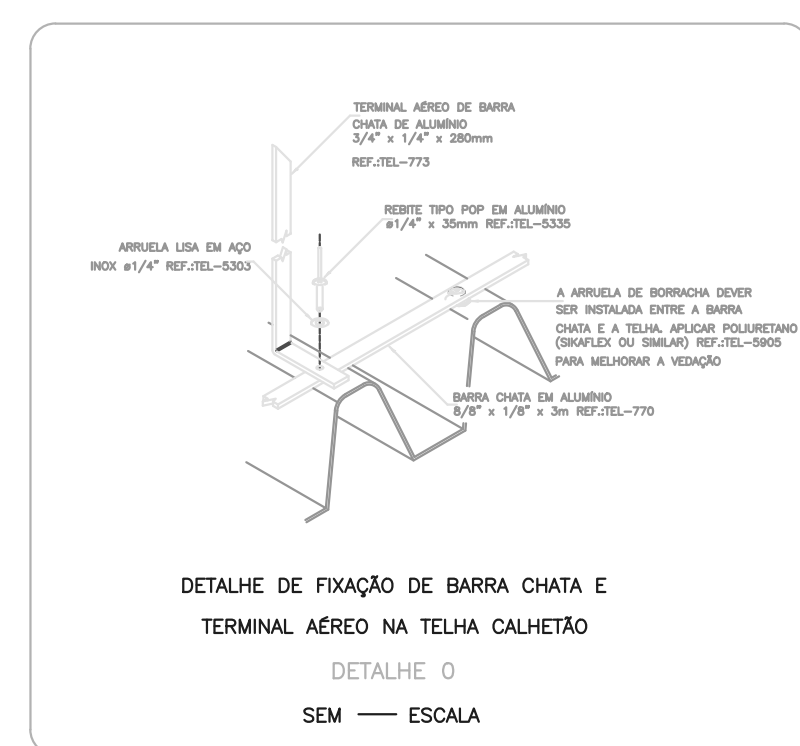 TERMINAL AÉREO DE BARRA
CHATA DE ALUMÍNIO
3/4" x 1/4" x 280mm
REF.:TEL-773
REBITE TIPO POP EM ALUMÍNIO
ø1/4" x 35mm REF.:TEL-5335
ARRUELA LISA EM AÇO
INOX ø1/4" REF.:TEL-5303
A ARRUELA DE BORRACHA DEVER
SER INSTALADA ENTRE A BARRA
CHATA E A TELHA. APLICAR POLIURETANO
(SIKAFLEX OU SIMILAR) REF.:TEL-5905
PARA MELHORAR A VEDAÇÃO
BARRA CHATA EM ALUMÍNIO
8/8" x 1/8" x 3m REF.:TEL-770
DETALHE DE FIXAÇÃO DE BARRA CHATA E
TERMINAL AÉREO NA TELHA CALHETÃO
DETALHE 0
SEM — ESCALA